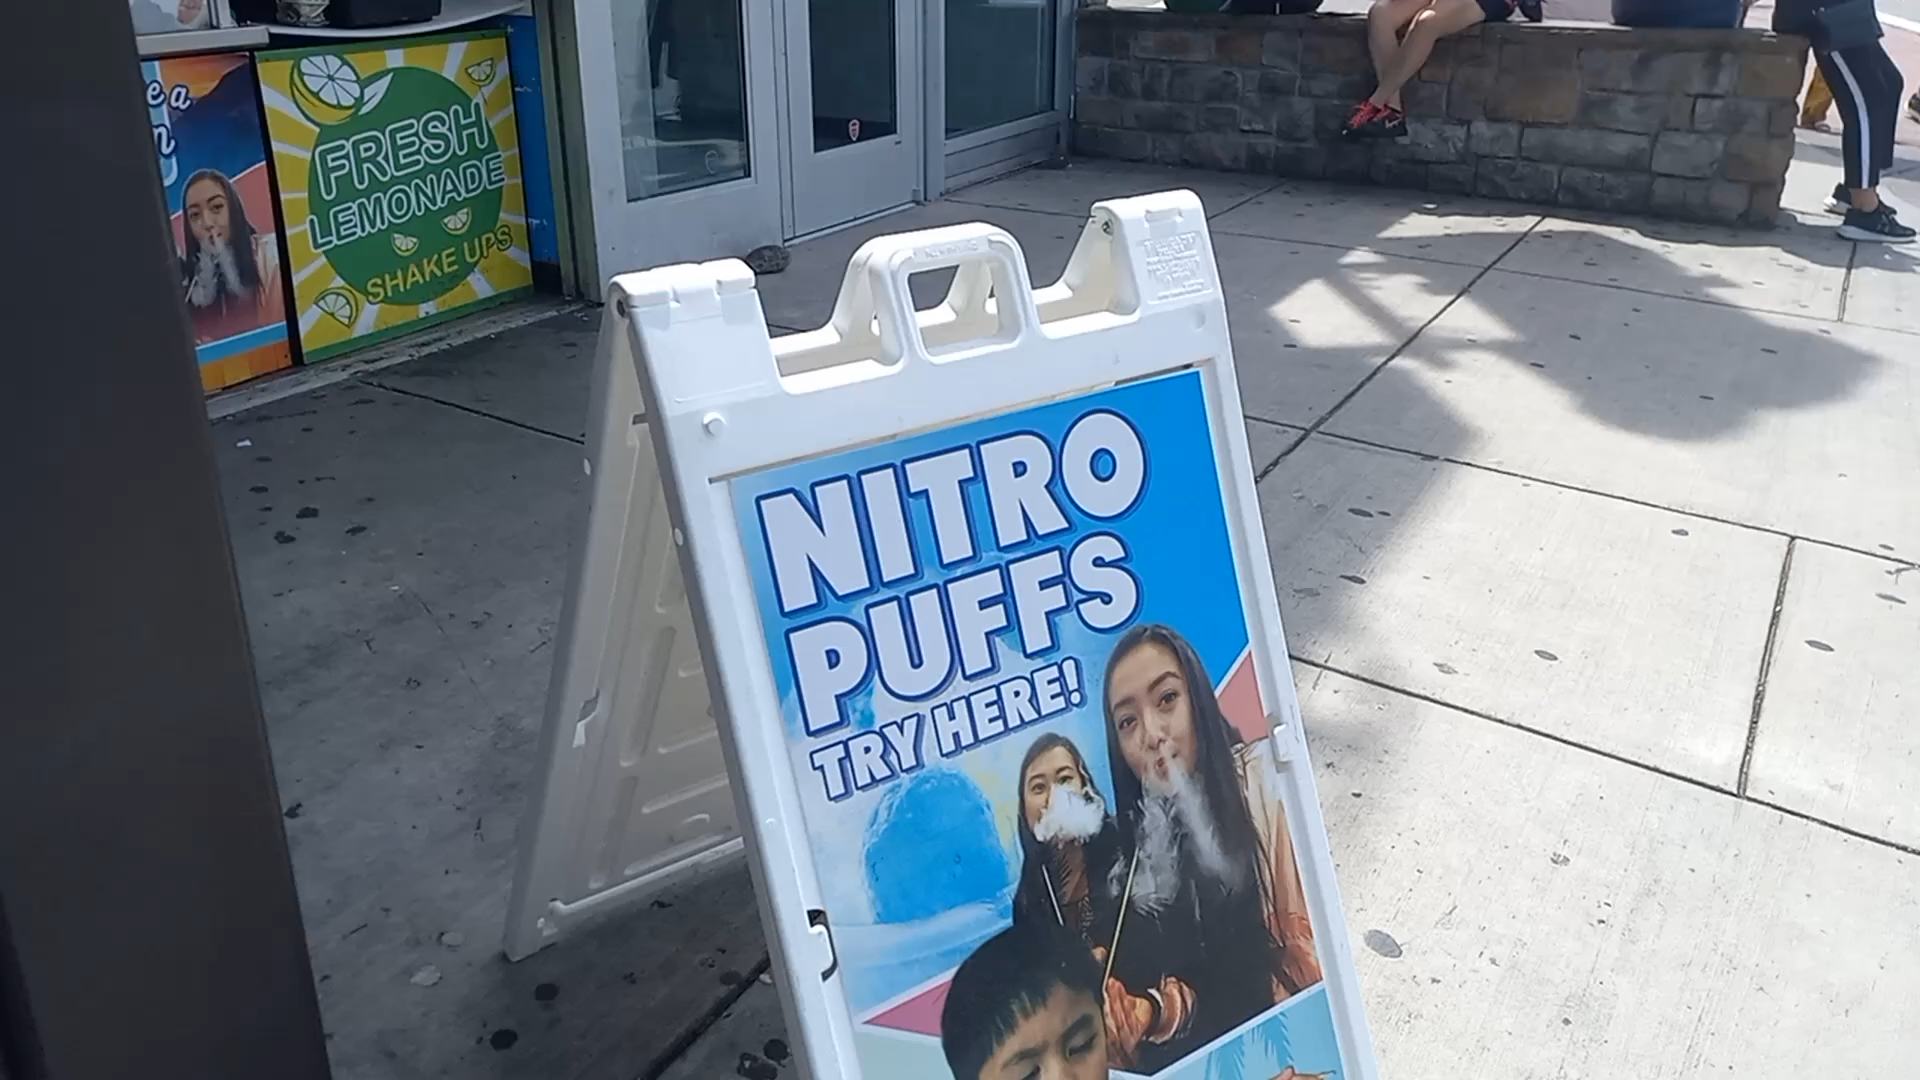 e a
n
FRESH
LEMONADE
SHAKE UPS
NITRO
PUFFS
TRY HERE!